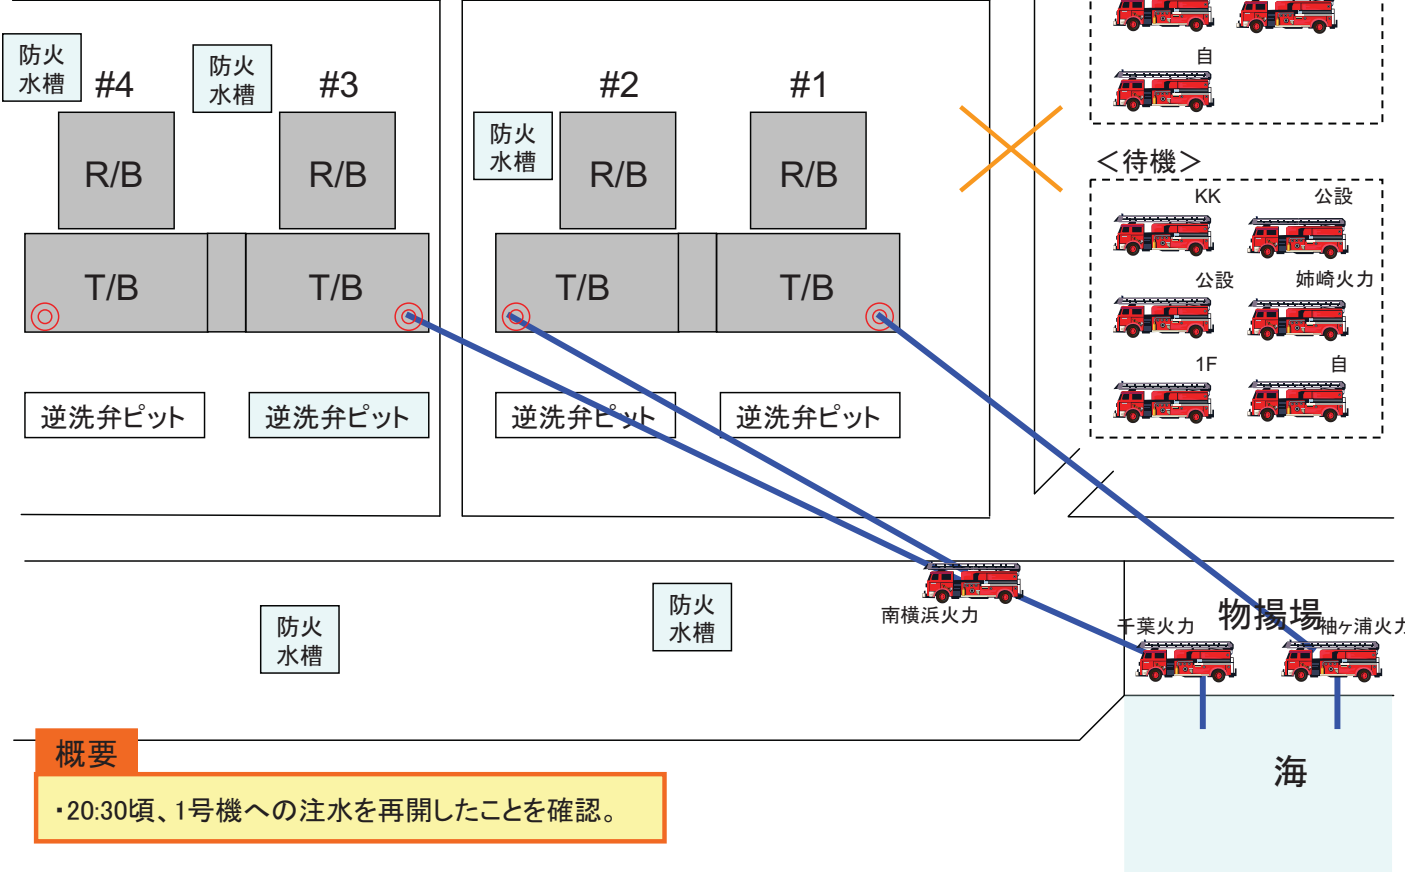 防火
水槽
#4
防火
水槽
#3
防火
水槽
#2
#1
自
R/B
R/B
R/B
R/B
＜待機＞
KK
公設
T/B
T/B
T/B
T/B
公設
姉崎火力
1F
自
逆洗弁ピット
逆洗弁ピット
逆洗弁ピット
逆洗弁ピット
南横浜火力
防火
水槽
防火
水槽
物揚場
千葉火力
袖ヶ浦火力
海
概要
・20:30頃、1号機への注水を再開したことを確認。